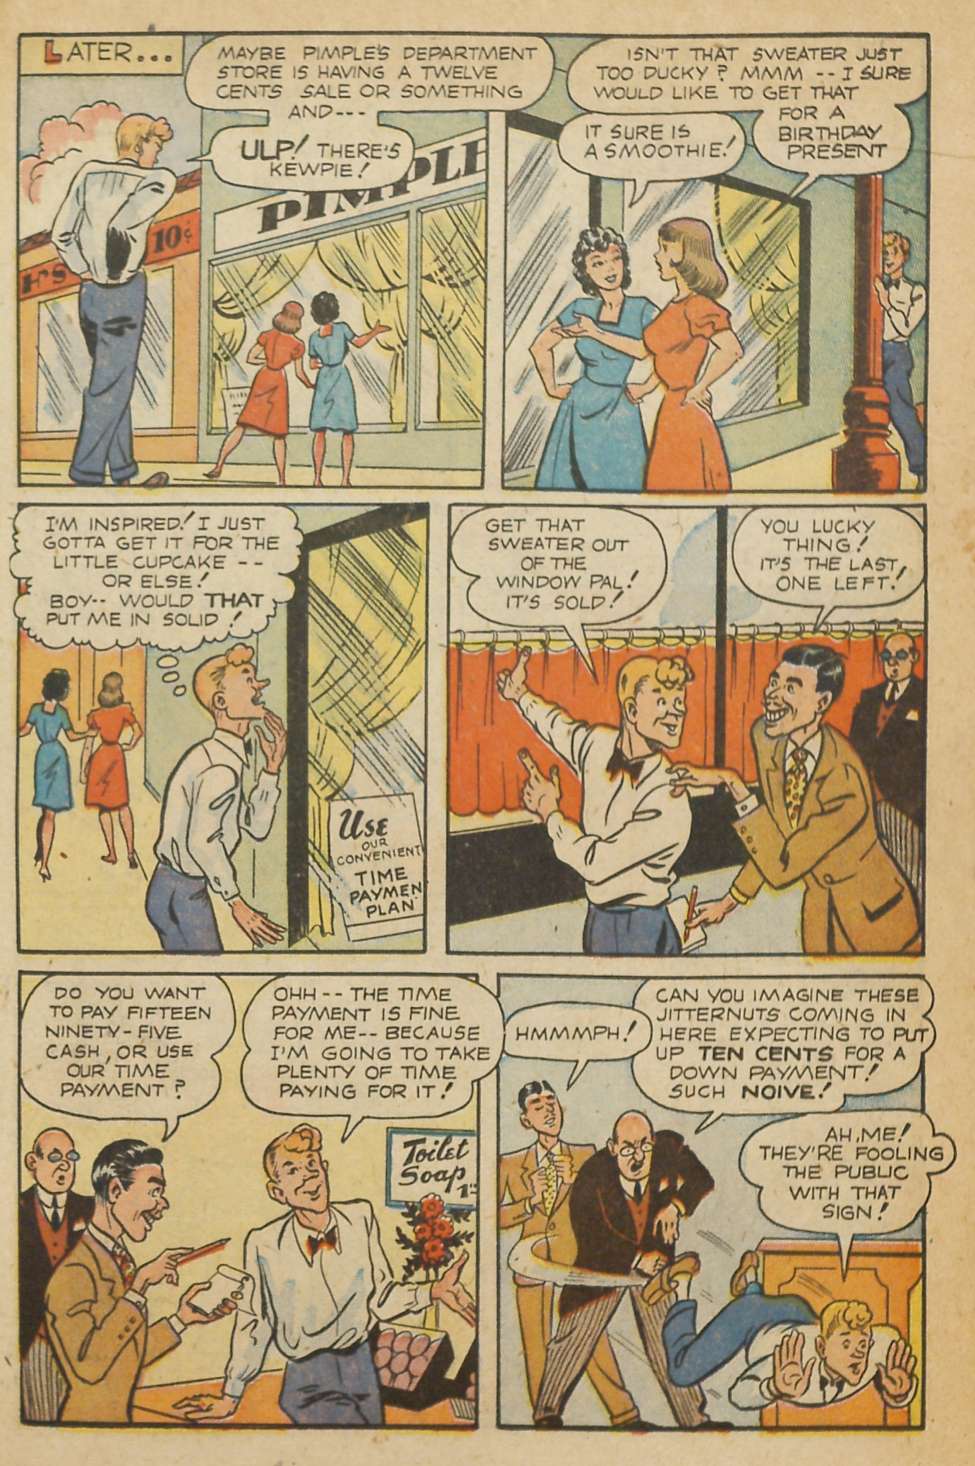 LATER...
MAYBE PIMPLE'S DEPARTMENT
STORE IS HAVING A TWELVE
CENTS SALE OR SOMETHING
AND---
ULP! THERE'S
KEWPIE!
10¢
PIMPLE
ISN'T THAT SWEATER JUST
TOO DUCKY? MMM -- I SURE
WOULD LIKE TO GET THAT
FOR A
BIRTHDAY
PRESENT
IT SURE IS
A SMOOTHIE!
I'M INSPIRED! I JUST
GOTTA GET IT FOR THE
LITTLE CUPCAKE --
OR ELSE!
BOY-- WOULD THAT
PUT ME IN SOLID!
USE
OUR
CONVENIENT
TIME
PAYMEN
PLAN
GET THAT
SWEATER OUT
OF THE
WINDOW PAL!
IT'S SOLD!
YOU LUCKY
THING!
IT'S THE LAST
ONE LEFT!
DO YOU WANT
TO PAY FIFTEEN
NINETY-FIVE
CASH, OR USE
OUR TIME
PAYMENT?
OHH -- THE TIME
PAYMENT IS FINE
FOR ME-- BECAUSE
I'M GOING TO TAKE
PLENTY OF TIME
PAYING FOR IT!
Toilet
Soap
HMMMPH!
CAN YOU IMAGINE THESE
JITTERNUTS COMING IN
HERE EXPECTING TO PUT
UP TEN CENTS FOR A
DOWN PAYMENT!
SUCH NOIVE!
AH, ME!
THEY'RE FOOLING
THE PUBLIC
WITH THAT
SIGN!